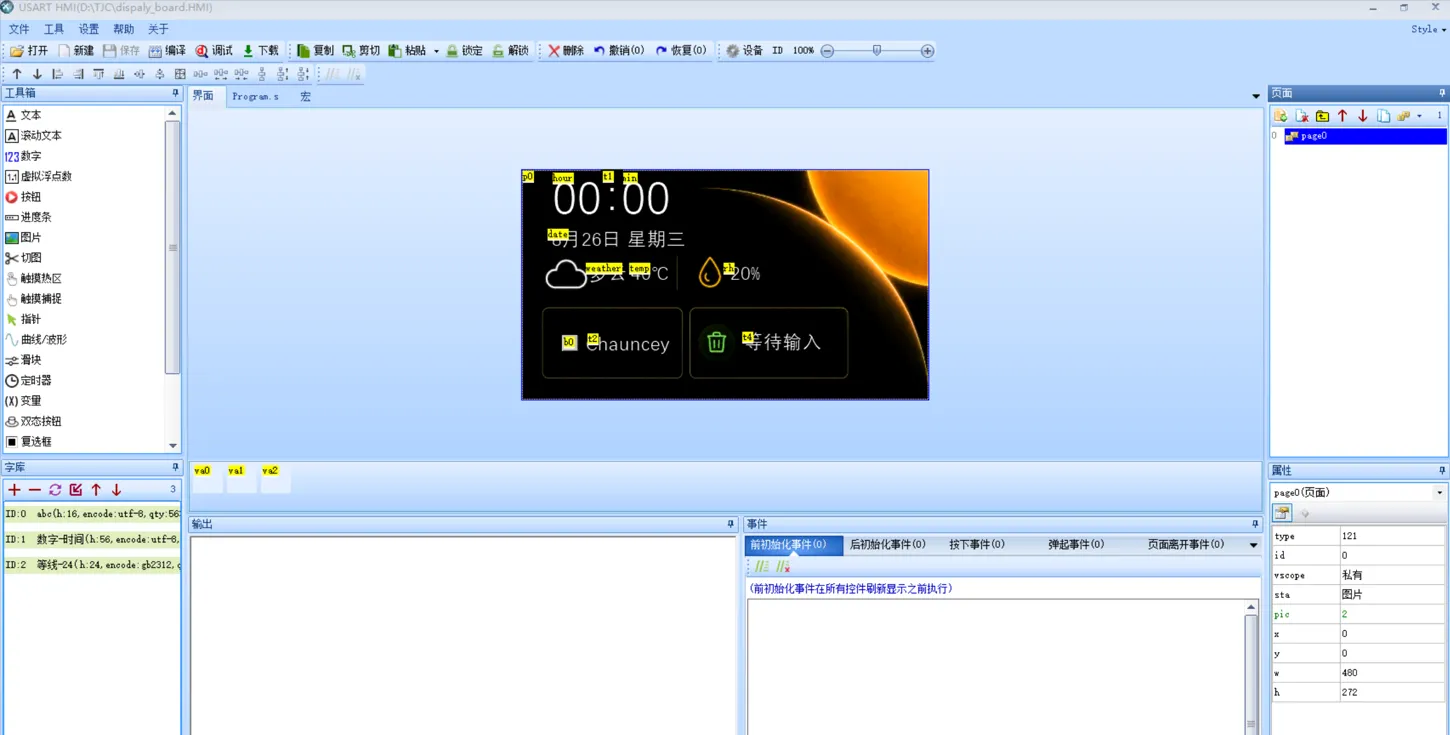 USART HMI(D:\TJC\dispaly_board.HMI)
文件 工具 设置 帮助 关于 Style
打开 新建 保存 编译 调试 下载 复制 剪切 粘贴 锁定 解锁 删除 撤销(0) 恢复(0) 设备 ID 100%
工具箱
界面 Program.s 宏
页面
A 文本
A 滚动文本
123 数字
1.1 虚拟浮点数
按钮
进度条
图片
切图
触摸热区
触摸捕捉
指针
曲线/波形
滑块
定时器
(X) 变量
双态按钮
复选框
1
0 page0
p0 hour t1 min
00:00
date
月26日 星期三
weather temp ℃ rh 20%
b0 t2 Chauncey
t4 等待输入
va0 va1 va2
字库
3
ID:0 abc(h:16,encode:utf-8,qty:56
ID:1 数字-时间(h:56,encode:utf-8,
ID:2 等线-24(h:24,encode:gb2312,q
输出
事件
前初始化事件(0) 后初始化事件(0) 按下事件(0) 弹起事件(0) 页面离开事件(0)
(前初始化事件在所有控件刷新显示之前执行)
属性
page0(页面)
type 121
id 0
vscope 私有
sta 图片
pic 2
x 0
y 0
w 480
h 272